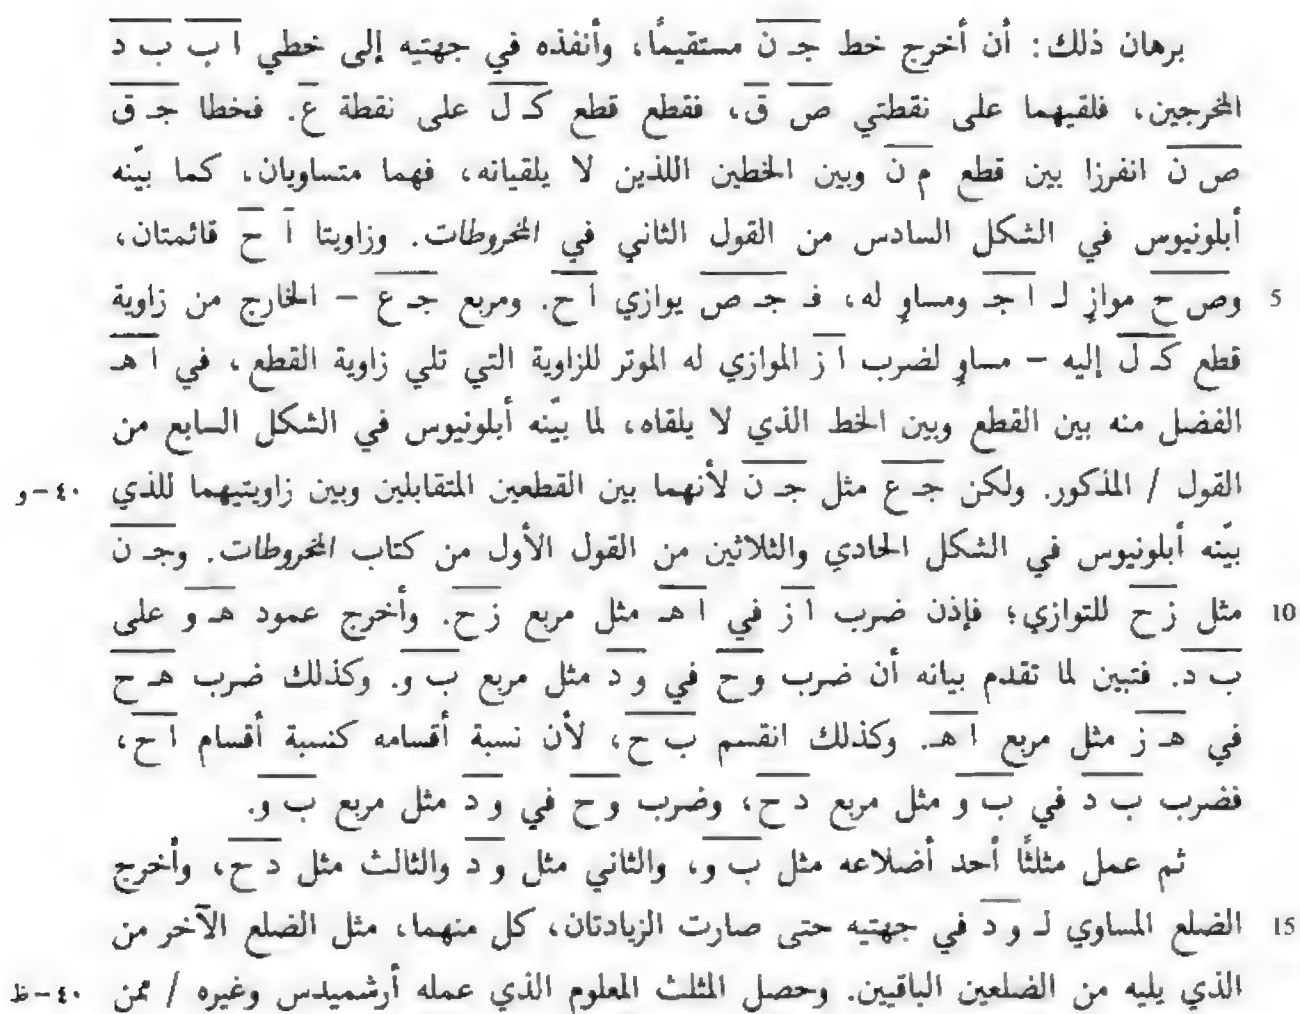 برهان ذلك: أن أخرج خط جـ ن مستقيمًا، وأنفذه في جهتيه إلى خطي ا ب ب د
المخرجين، فلقيهما على نقطتي ص ق، فقطع قطع كـ ل على نقطة ع. فخطا جـ ق
ص ن انفرزا بين قطع م ن وبين الخطين اللذين لا يلقيانه، فهما متساويان، كما بيّنه
أبلونيوس في الشكل السادس من القول الثاني في المخروطات. وزاويتا ا ح قائمتان،
5 وص ح موازٍ لـ ا جـ ومساوٍ له، فـ جـ ص يوازي ا ح. ومربع جـ ع – الخارج من زاوية
قطع كـ ل إليه – مساوٍ لضرب ا ز الموازي له الموتر للزاوية التي تلي زاوية القطع، في ا هـ
الفضل منه بين القطع وبين الخط الذي لا يلقاه، لما بيّنه أبلونيوس في الشكل السابع من
القول / المذكور. ولكن جـ ع مثل جـ ن لأنهما بين القطعين المتقابلين وبين زاويتيهما للذي ٤٠-و
بيّنه أبلونيوس في الشكل الحادي والثلاثين من القول الأول من كتاب المخروطات. وجـ ن
10 مثل ز ح للتوازي؛ فإذن ضرب ا ز في ا هـ مثل مربع ز ح. وأخرج عمود هـ و على
ب د. فتبين لما تقدم بيانه أن ضرب و ح في و د مثل مربع ب و. وكذلك ضرب هـ ح
في هـ ز مثل مربع ا هـ. وكذلك انقسم ب ح، لأن نسبة أقسامه كنسبة أقسام ا ح،
فضرب ب د في ب و مثل مربع د ح، وضرب و ح في و د مثل مربع ب و.
ثم عمل مثلثًا أحد أضلاعه مثل ب و، والثاني مثل و د والثالث مثل د ح، وأخرج
15 الضلع المساوي لـ و د في جهتيه حتى صارت الزيادتان، كل منهما، مثل الضلع الآخر من
الذي يليه من الضلعين الباقيين. وحصل المثلث المعلوم الذي عمله أرشميدس وغيره / ممن ٤٠-ظ